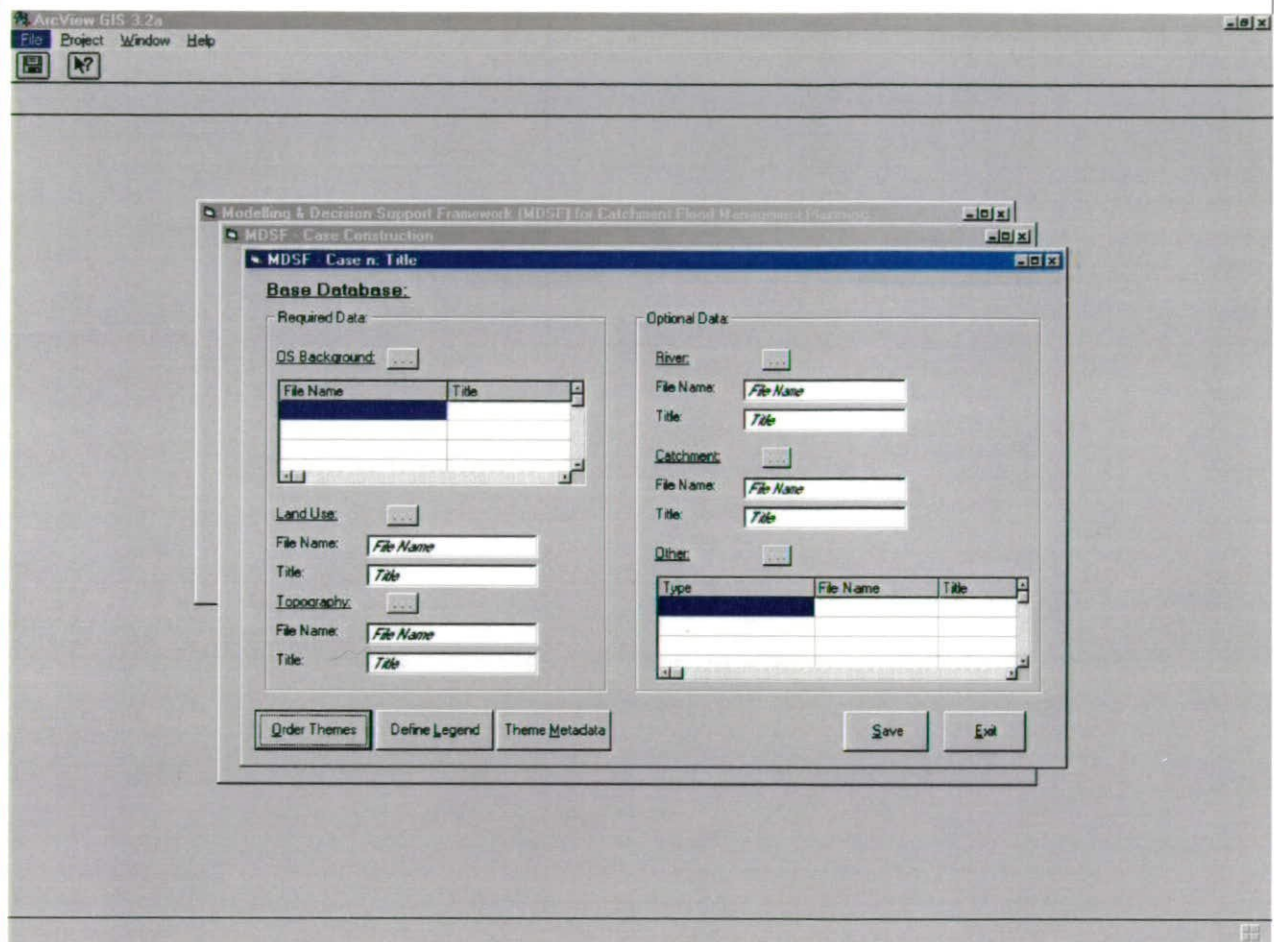 ArcView GIS 3.2a
File Project Window Help
Modelling & Decision Support Framework (MDSF) for Catchment Flood Management Planning
MDSF - Case Construction
MDSF - Case n: Title
Base Database:
Required Data:
OS Background: ...
File Name Title
Land Use: ...
File Name: File Name
Title: Title
Topography: ...
File Name: File Name
Title: Title
Optional Data:
River: ...
File Name: File Name
Title: Title
Catchment: ...
File Name: File Name
Title: Title
Other: ...
Type File Name Title
Order Themes Define Legend Theme Metadata Save Exit